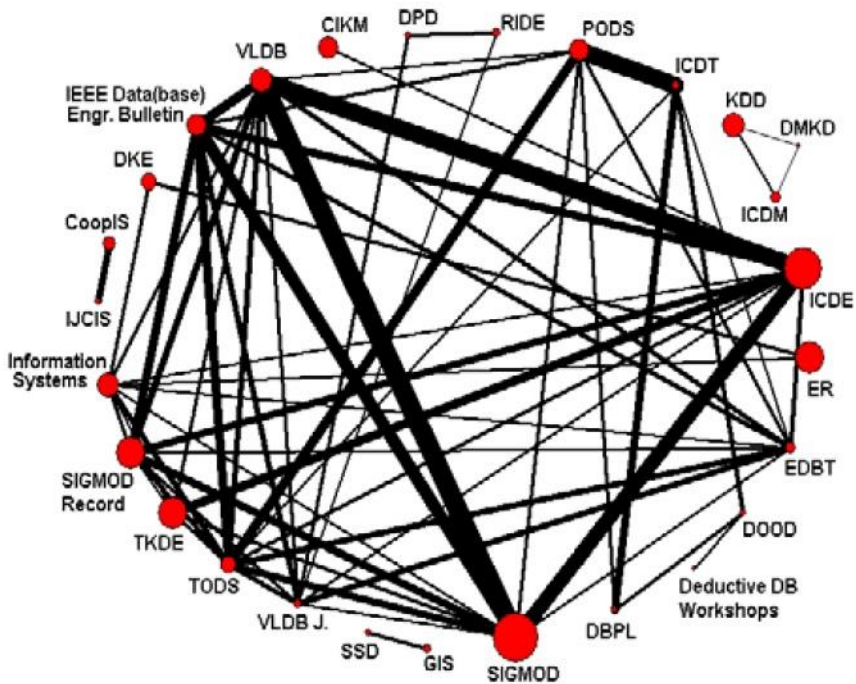 DPD
RIDE
CIKM
PODS
VLDB
ICDT
IEEE Data(base)
Engr. Bulletin
KDD
DMKD
DKE
ICDM
CoopIS
ICDE
IJCIS
Information
Systems
ER
SIGMOD
Record
EDBT
TKDE
DOOD
TODS
Deductive DB
Workshops
VLDB J.
DBPL
SSD
GIS
SIGMOD